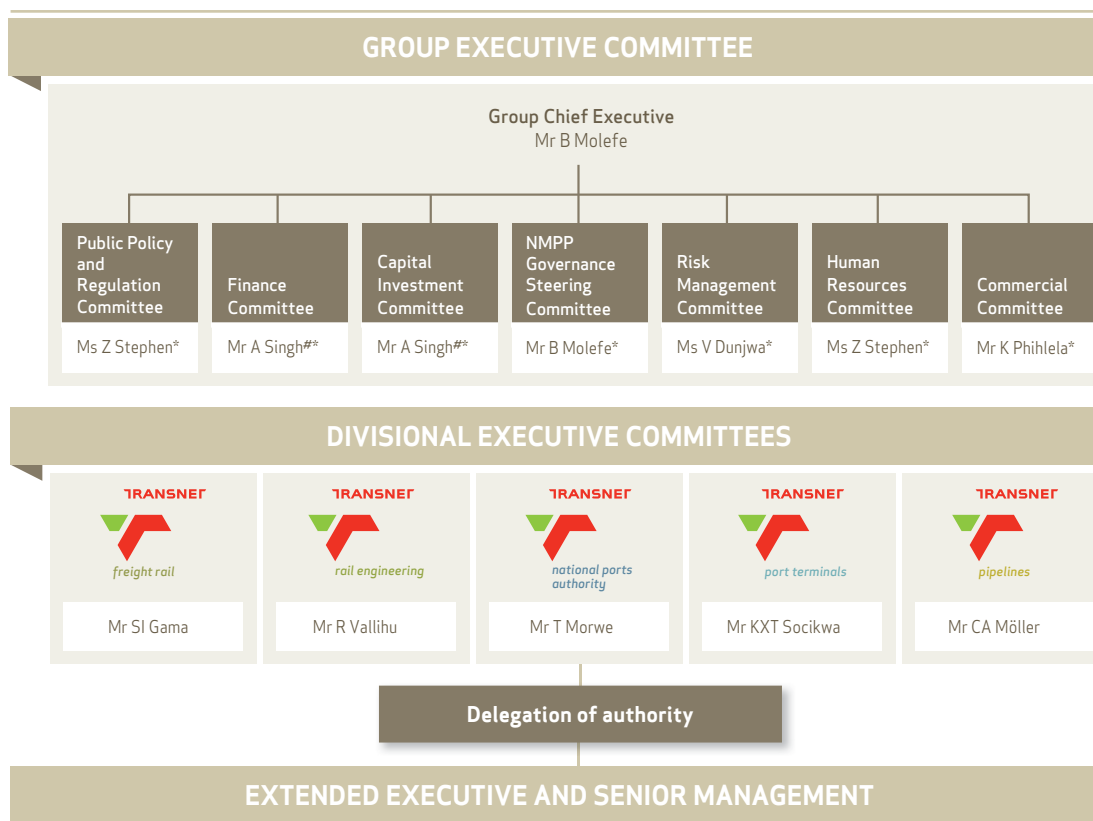 GROUP EXECUTIVE COMMITTEE
Group Chief Executive
Mr B Molefe
Public Policy
and
Regulation
Committee
Ms Z Stephen*
Finance
Committee
Mr A Singh#*
Capital
Investment
Committee
Mr A Singh#*
NMPP
Governance
Steering
Committee
Mr B Molefe*
Risk
Management
Committee
Ms V Dunjwa*
Human
Resources
Committee
Ms Z Stephen*
Commercial
Committee
Mr K Phihlela*
DIVISIONAL EXECUTIVE COMMITTEES
TRANSNET
freight rail
Mr SI Gama
TRANSNET
rail engineering
Mr R Vallihu
TRANSNET
national ports
authority
Mr T Morwe
TRANSNET
port terminals
Mr KXT Socikwa
TRANSNET
pipelines
Mr CA Möller
Delegation of authority
EXTENDED EXECUTIVE AND SENIOR MANAGEMENT